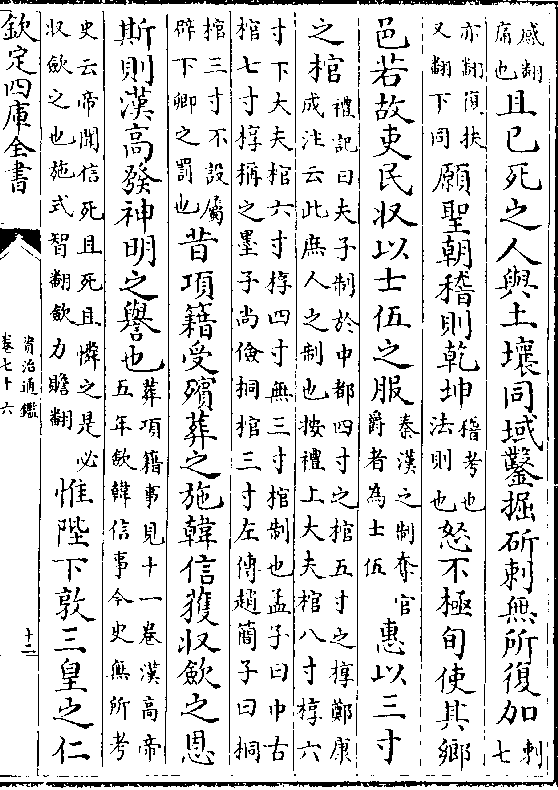 感翻痛也且已死之人與土壤同域鑿掘斫刺無所復加刺七
亦翻復扶又翻下同願聖朝稽則乾坤稽考也法則也怒不極旬使其鄉
邑若故吏民収以士伍之服秦漢之制奪官爵者為士伍惠以三寸
之棺禮記曰夫子制於中都四寸之棺五寸之椁鄭康成注云此庶人之制也按禮上大夫棺八寸椁六
寸下大夫棺六寸椁四寸無三寸棺制也孟子曰中古棺七寸椁稱之墨子尚儉桐棺三寸左傳趙簡子曰桐
棺三寸不設屬辟下卿之罰也昔項籍受殯葬之施韓信獲収歛之恩
斯則漢高發神明之譽也葬項籍事見十一卷漢高帝五年歛韓信事今史無所考
史云帝聞信死且死且憐之是必収歛之也施式智翻歛力贍翻惟陛下敦三皇之仁
欽定四庫全書
資治通鑑
卷七十六
十二